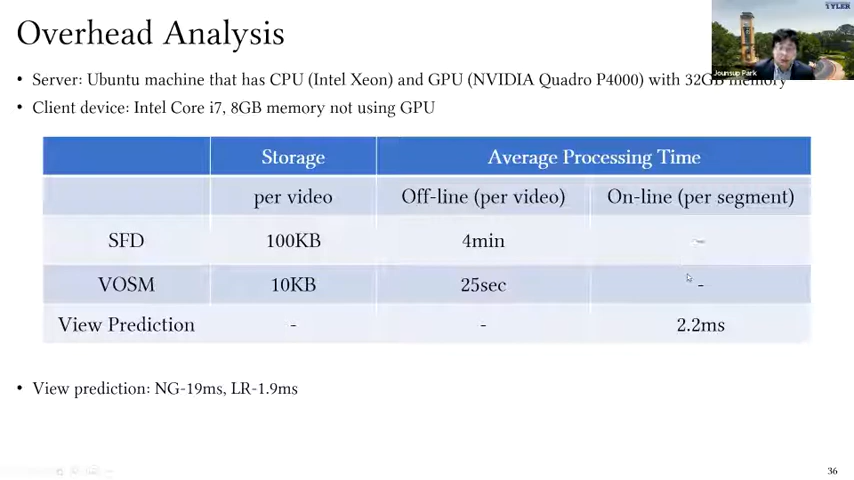 Overhead Analysis
TYLER
Jounsup Park
• Server: Ubuntu machine that has CPU (Intel Xeon) and GPU (NVIDIA Quadro P4000) with 32GB memory
• Client device: Intel Core i7, 8GB memory not using GPU
Storage Average Processing Time
per video Off-line (per video) On-line (per segment)
SFD 100KB 4min -
VOSM 10KB 25sec -
View Prediction - - 2.2ms
• View prediction: NG-19ms, LR-1.9ms
36